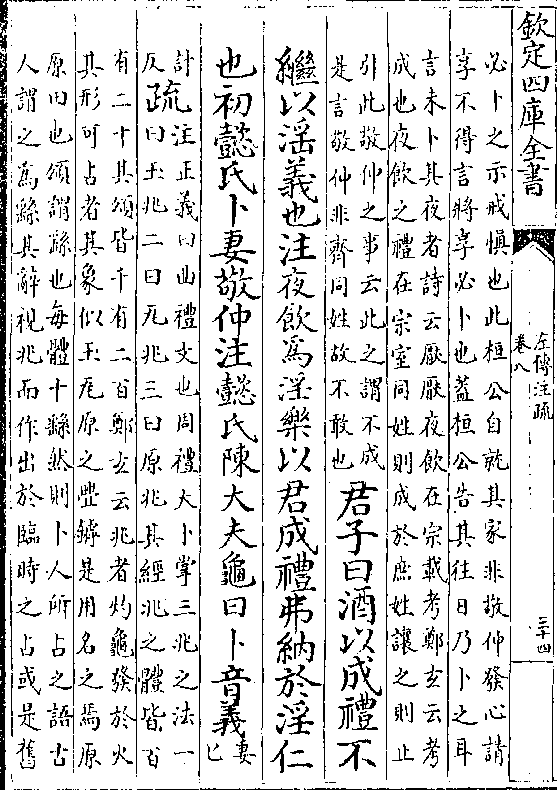 欽定四庫全書
左傳注疏
卷八
三十四
必卜之示戒慎也此桓公自就其家非敬仲發心請
享不得言將享必卜也蓋桓公告其往日乃卜之耳
言未卜其夜者詩云厭厭夜飲在宗載考鄭玄云考
成也夜飲之禮在宗室同姓則成於庶姓讓之則止
引此敬仲之事云此之謂不成
是言敬仲非齊同姓故不敢也
君子曰酒以成禮不
繼以淫義也注夜飲為淫樂以君成禮弗納於淫仁
也初懿氏卜妻敬仲注懿氏陳大夫龜曰卜音義妻
七
計
反
注正義曰曲禮文也周禮大卜掌三兆之法一
疏曰玉兆二曰瓦兆三曰原兆其經兆之體皆百
有二十其頌皆千有二百鄭玄云兆者灼龜發於火
其形可占者其象似玉瓦原之舋鏬是用名之焉原
原田也頌謂繇也每體十繇然則卜人所占之語古
人謂之為繇其辭視兆而作出於臨時之占或是舊